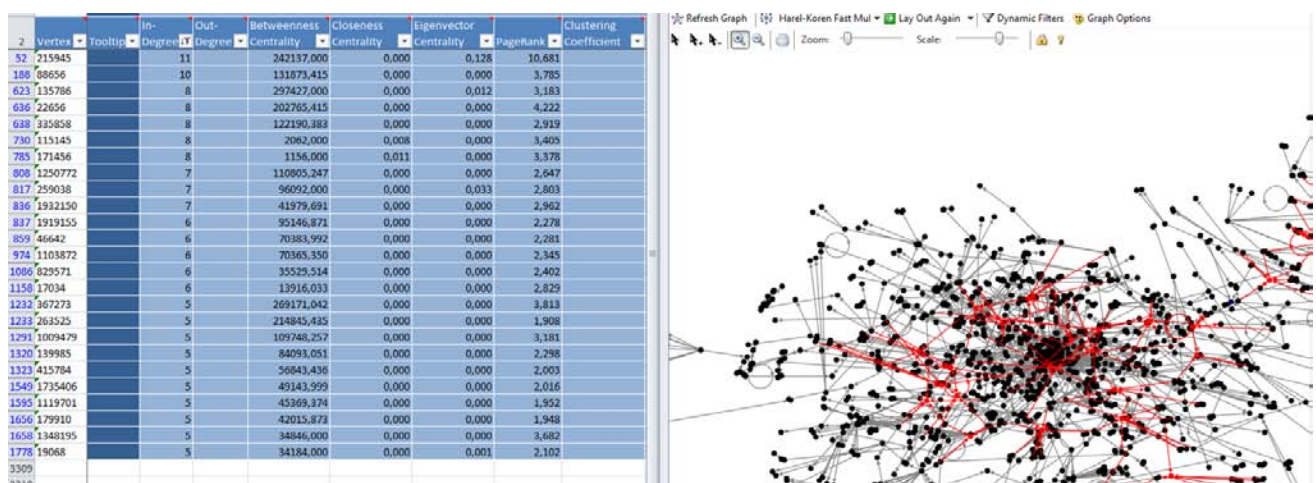 Refresh Graph Harel-Koren Fast Mul Lay Out Again Dynamic Filters Graph Options
Zoom: Scale:
In- Out- Betweenness Closeness Eigenvector Clustering
2 Vertex Tooltip Degree Degree Centrality Centrality Centrality PageRank Coefficient
52 215945 11 242137,000 0,000 0,128 10,681
188 88656 10 131873,415 0,000 0,000 3,785
623 135786 8 297427,000 0,000 0,012 3,183
636 22656 8 202765,415 0,000 0,000 4,222
638 335858 8 122190,383 0,000 0,000 2,919
730 115145 8 2062,000 0,008 0,000 3,405
785 171456 8 1156,000 0,011 0,000 3,378
808 1250772 7 110805,247 0,000 0,000 2,647
817 259038 7 96092,000 0,000 0,033 2,803
836 1932150 7 41979,691 0,000 0,000 2,962
837 1919155 6 95146,871 0,000 0,000 2,278
859 46642 6 70383,992 0,000 0,000 2,281
974 1103872 6 70365,350 0,000 0,000 2,345
1086 829571 6 35529,514 0,000 0,000 2,402
1158 17034 6 13916,033 0,000 0,000 2,829
1232 367273 5 269171,042 0,000 0,000 3,813
1233 263525 5 214845,435 0,000 0,000 1,908
1291 1009479 5 109748,257 0,000 0,000 3,181
1320 139985 5 84093,051 0,000 0,000 2,298
1323 415784 5 56843,436 0,000 0,000 2,003
1549 1735406 5 49143,999 0,000 0,000 2,016
1595 1119701 5 45369,374 0,000 0,000 1,952
1656 179910 5 42015,873 0,000 0,000 1,948
1658 1348195 5 34846,000 0,000 0,000 3,682
1778 19068 5 34184,000 0,000 0,001 2,102
3309